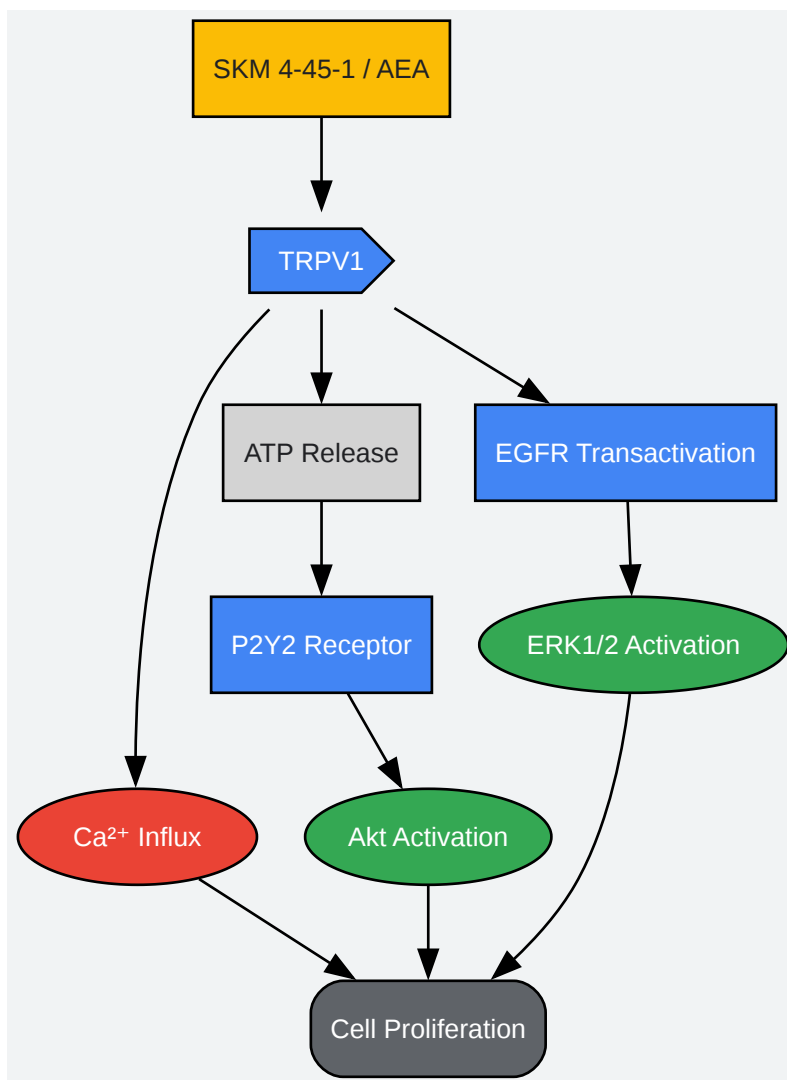 SKM 4-45-1 / AEA
TRPV1
ATP Release
EGFR Transactivation
P2Y2 Receptor
ERK1/2 Activation
Ca²⁺ Influx
Akt Activation
Cell Proliferation